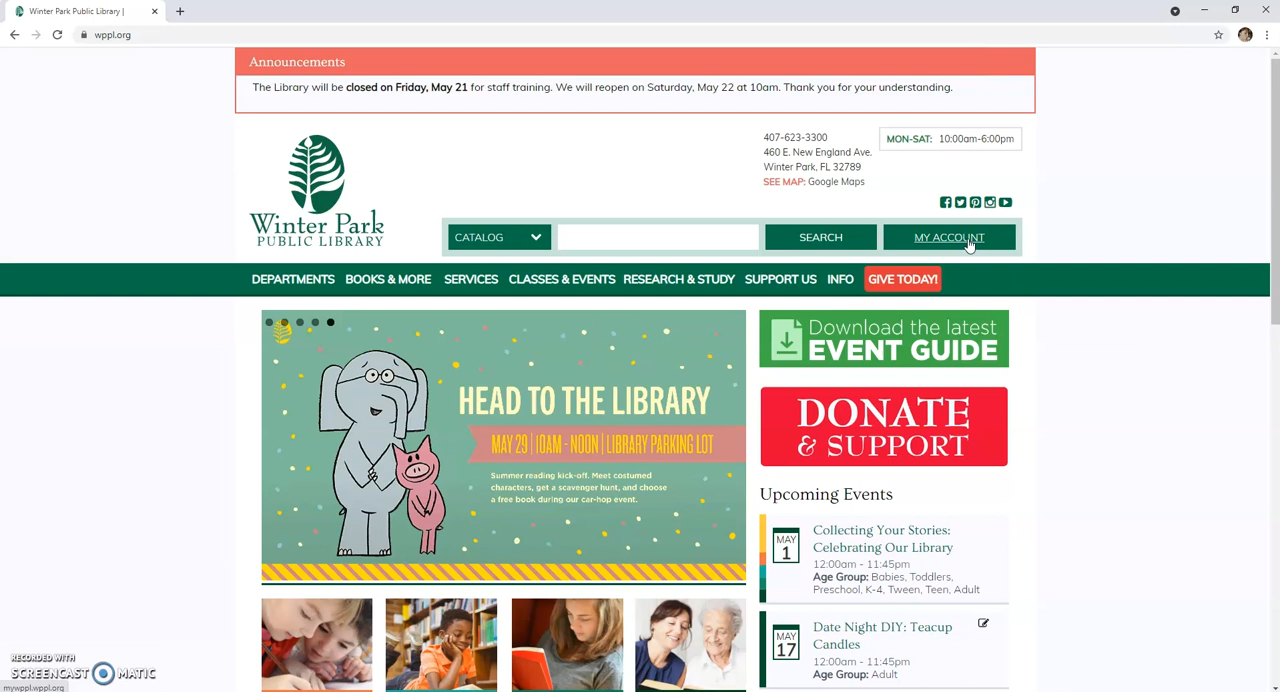 Winter Park Public Library |
wppl.org
Announcements
The Library will be closed on Friday, May 21 for staff training. We will reopen on Saturday, May 22 at 10am. Thank you for your understanding.
407-623-3300
460 E. New England Ave.
Winter Park, FL 32789
SEE MAP: Google Maps
MON-SAT: 10:00am-6:00pm
Winter Park
PUBLIC LIBRARY
CATALOG
SEARCH
MY ACCOUNT
DEPARTMENTS BOOKS & MORE SERVICES CLASSES & EVENTS RESEARCH & STUDY SUPPORT US INFO GIVE TODAY!
HEAD TO THE LIBRARY
MAY 29 | 10AM - NOON | LIBRARY PARKING LOT
Summer reading kick-off. Meet costumed
characters, get a scavenger hunt, and choose
a free book during our car-hop event.
Download the latest
EVENT GUIDE
DONATE
& SUPPORT
Upcoming Events
MAY
1
Collecting Your Stories:
Celebrating Our Library
12:00am - 11:45pm
Age Group: Babies, Toddlers,
Preschool, K-4, Tween, Teen, Adult
MAY
17
Date Night DIY: Teacup
Candles
12:00am - 11:45pm
Age Group: Adult
RECORDED WITH
SCREENCAST MATIC
mywppl.wppl.org